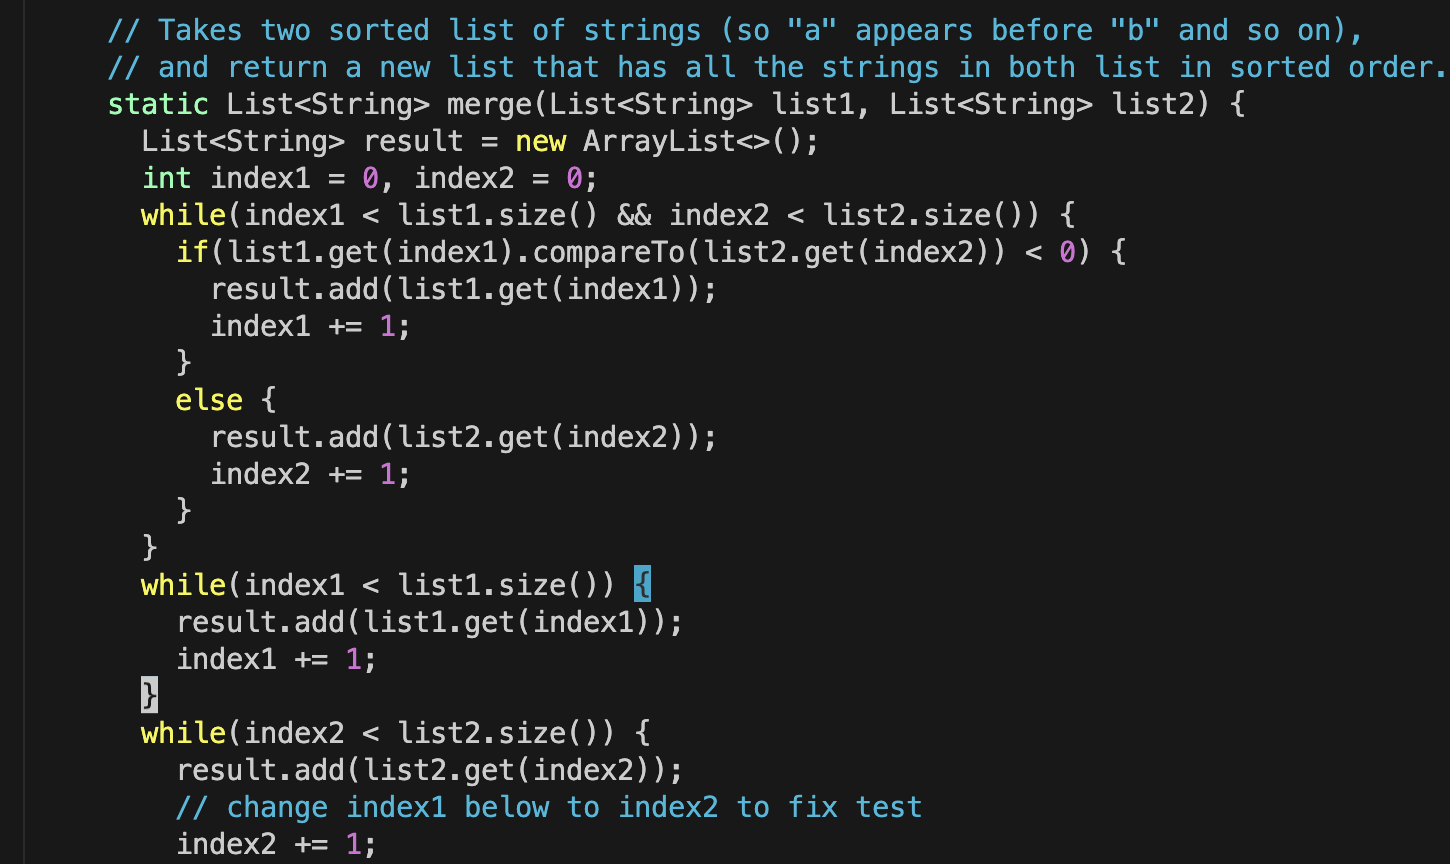 // Takes two sorted list of strings (so "a" appears before "b" and so on),
// and return a new list that has all the strings in both list in sorted order.
static List<String> merge(List<String> list1, List<String> list2) {
List<String> result = new ArrayList<>();
int index1 = 0, index2 = 0;
while(index1 < list1.size() && index2 < list2.size()) {
if(list1.get(index1).compareTo(list2.get(index2)) < 0) {
result.add(list1.get(index1));
index1 += 1;
}
else {
result.add(list2.get(index2));
index2 += 1;
}
}
while(index1 < list1.size()) {
result.add(list1.get(index1));
index1 += 1;
}
while(index2 < list2.size()) {
result.add(list2.get(index2));
// change index1 below to index2 to fix test
index2 += 1;